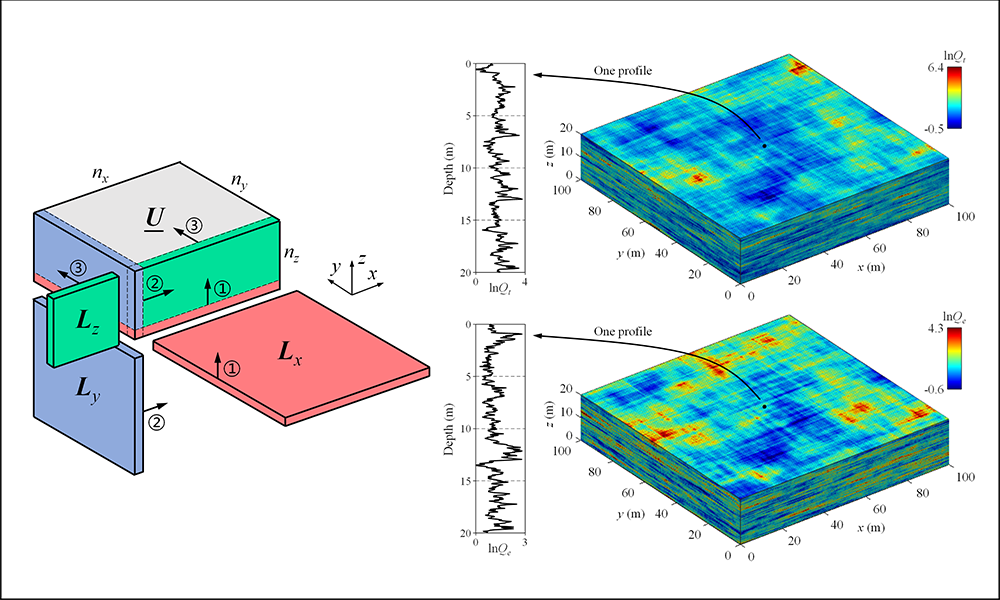 n_x
n_y
U
③
③
②
①
n_z
L_z
L_y
②
z
y
x
①
L_x
0
5
10
15
20
Depth (m)
0
4
lnQ_t
One profile
lnQ_t
6.4
-0.5
20
10
0
z (m)
100
80
60
40
20
0
y (m)
0
20
40
60
80
100
x (m)
0
5
10
15
20
Depth (m)
0
3
lnQ_c
One profile
lnQ_c
4.3
-0.6
20
10
0
z (m)
100
80
60
40
20
0
y (m)
0
20
40
60
80
100
x (m)